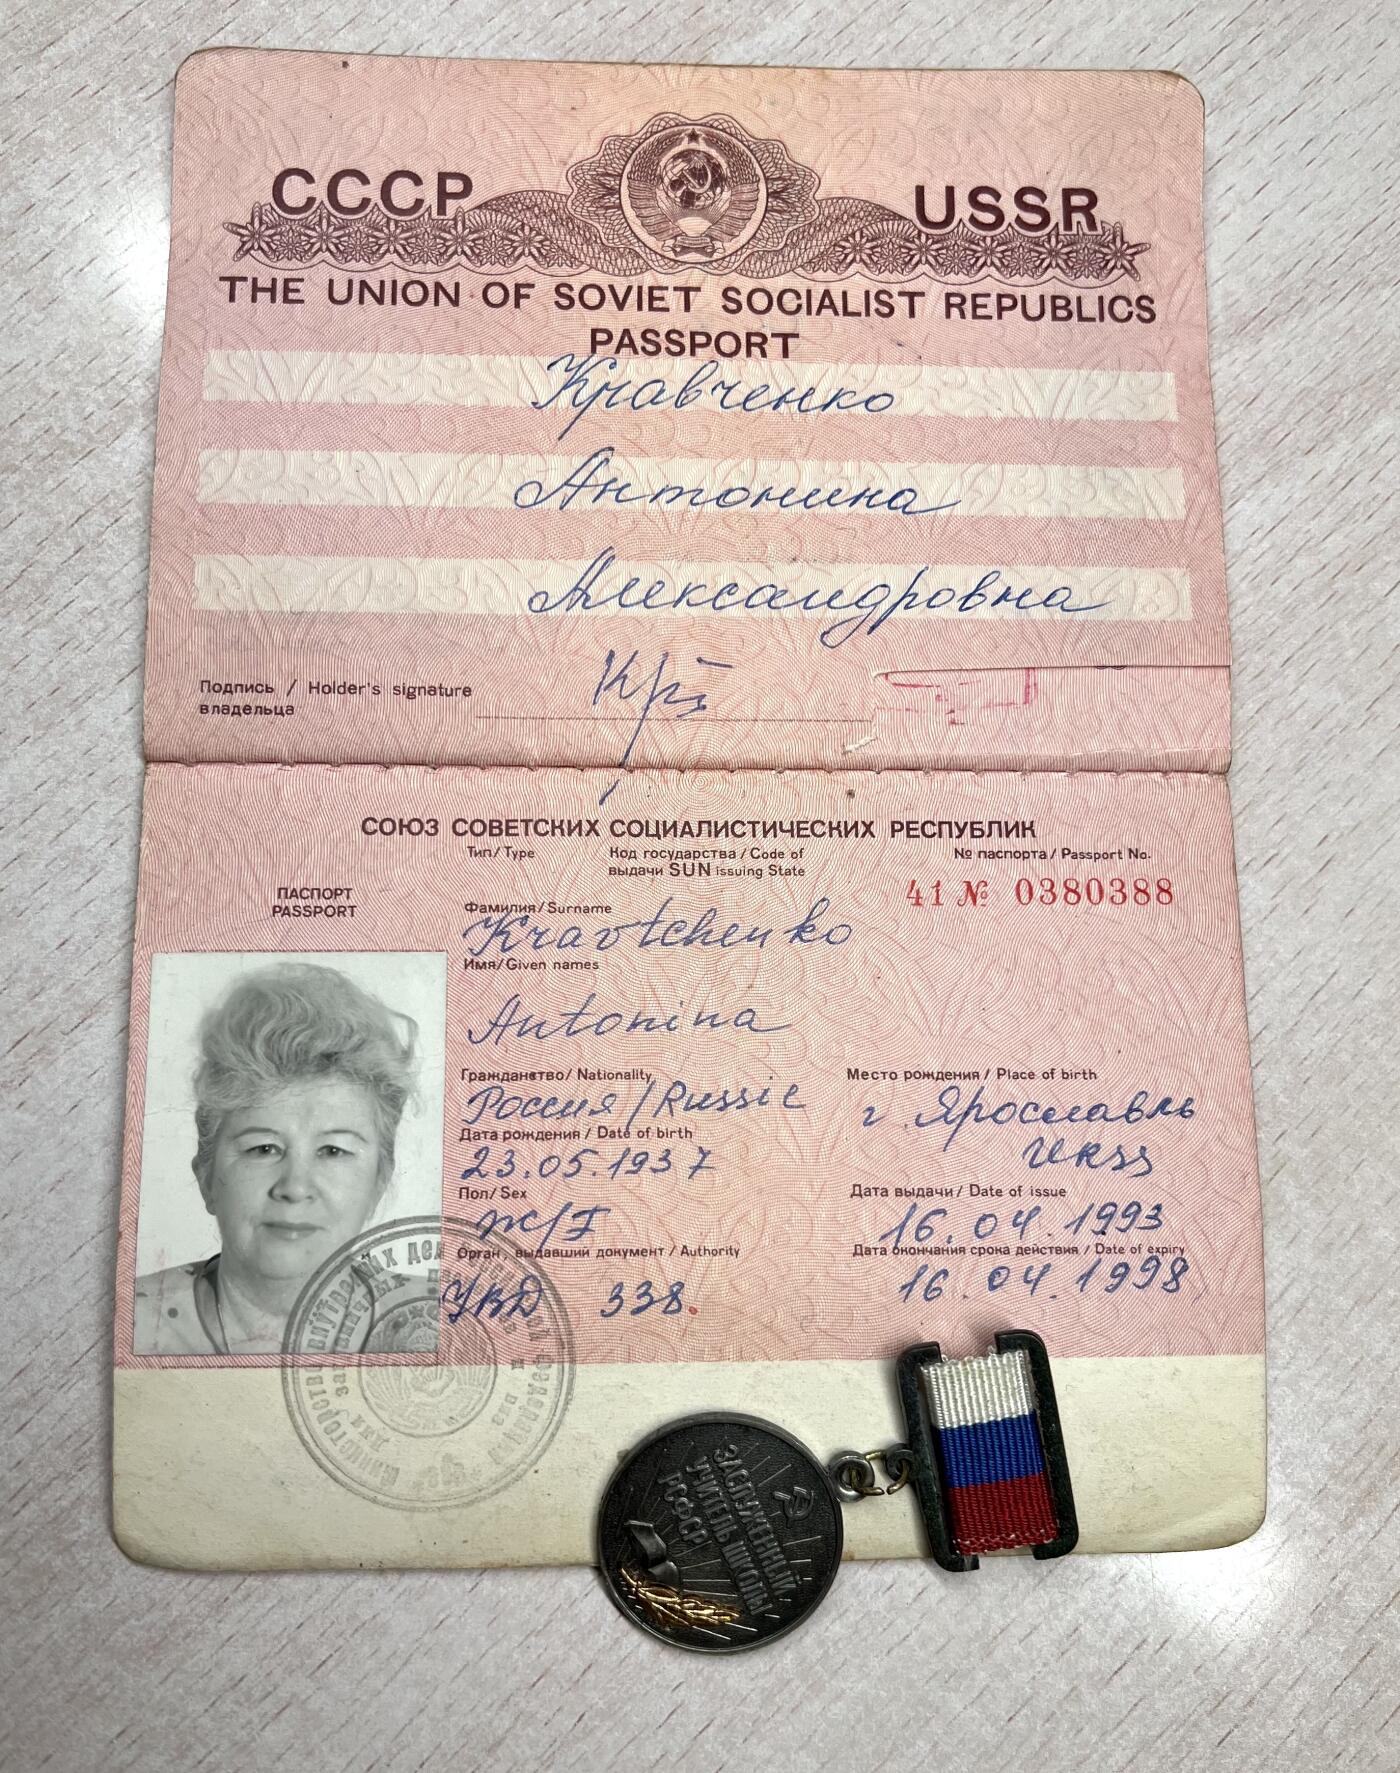 СССР
USSR
THE UNION OF SOVIET SOCIALIST REPUBLICS
PASSPORT
Кравченко
Антонина
Александровна
Подпись / Holder's signature
владельца
СОЮЗ СОВЕТСКИХ СОЦИАЛИСТИЧЕСКИХ РЕСПУБЛИК
Тип/Type
Код государства / Code of
выдачи SUN issuing State
№ паспорта / Passport No.
41 № 0380388
ПАСПОРТ
PASSPORT
Фамилия/Surname
Kravtchenko
Имя/Given names
Antonina
Гражданство/ Nationality
Россия/Russie
Место рождения / Place of birth
г. Ярославль
URSS
Дата рождения / Date of birth
23.05.1937
Пол/Sex
Ж/F
Дата выдачи / Date of issue
16.04.1993
Орган, выдавший документ / Authority
УВД 338.
Дата окончания срока действия / Date of expiry
16.04.1998
ЗАСЛУЖЕННЫЙ
УЧИТЕЛЬ ШКОЛЫ
РСФСР